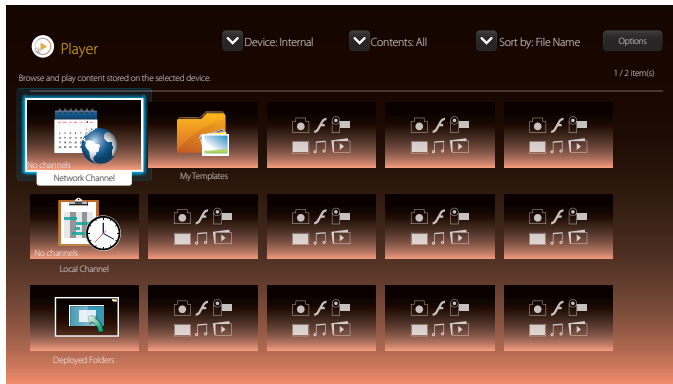 Player
Device: Internal
Contents: All
Sort by: File Name
Options
Browse and play content stored on the selected device.
1 / 2 item(s)
No channels
Network Channel
My Templates
No channels
Local Channel
Deployed Folders